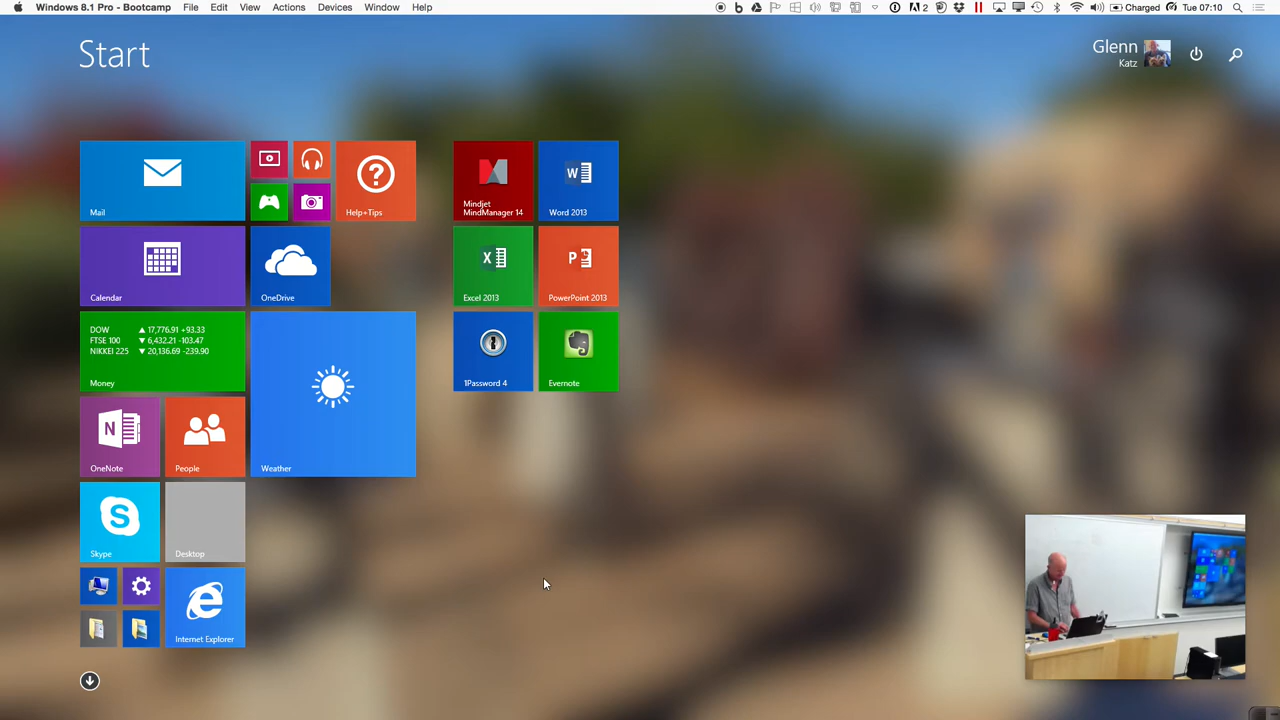 Windows 8.1 Pro - Bootcamp File Edit View Actions Devices Window Help 2 Charged Tue 07:10
Start
Glenn
Katz
Mail
Help+Tips
Mindjet
MindManager 14
Word 2013
Calendar
OneDrive
Excel 2013
PowerPoint 2013
DOW ▲ 17,776.91 +93.33
FTSE 100 ▼ 6,432.21 -103.47
NIKKEI 225 ▼ 20,136.69 -239.90
Money
Weather
1Password 4
Evernote
OneNote
People
Skype
Desktop
Internet Explorer